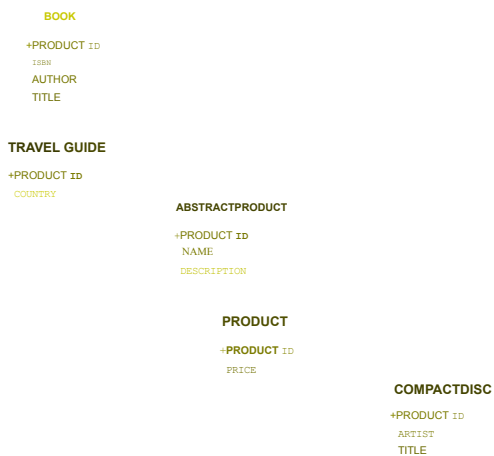 BOOK
+PRODUCT ID
ISBN
AUTHOR
TITLE
TRAVEL GUIDE
+PRODUCT ID
COUNTRY
ABSTRACTPRODUCT
+PRODUCT ID
NAME
DESCRIPTION
PRODUCT
+PRODUCT ID
PRICE
COMPACTDISC
+PRODUCT ID
ARTIST
TITLE